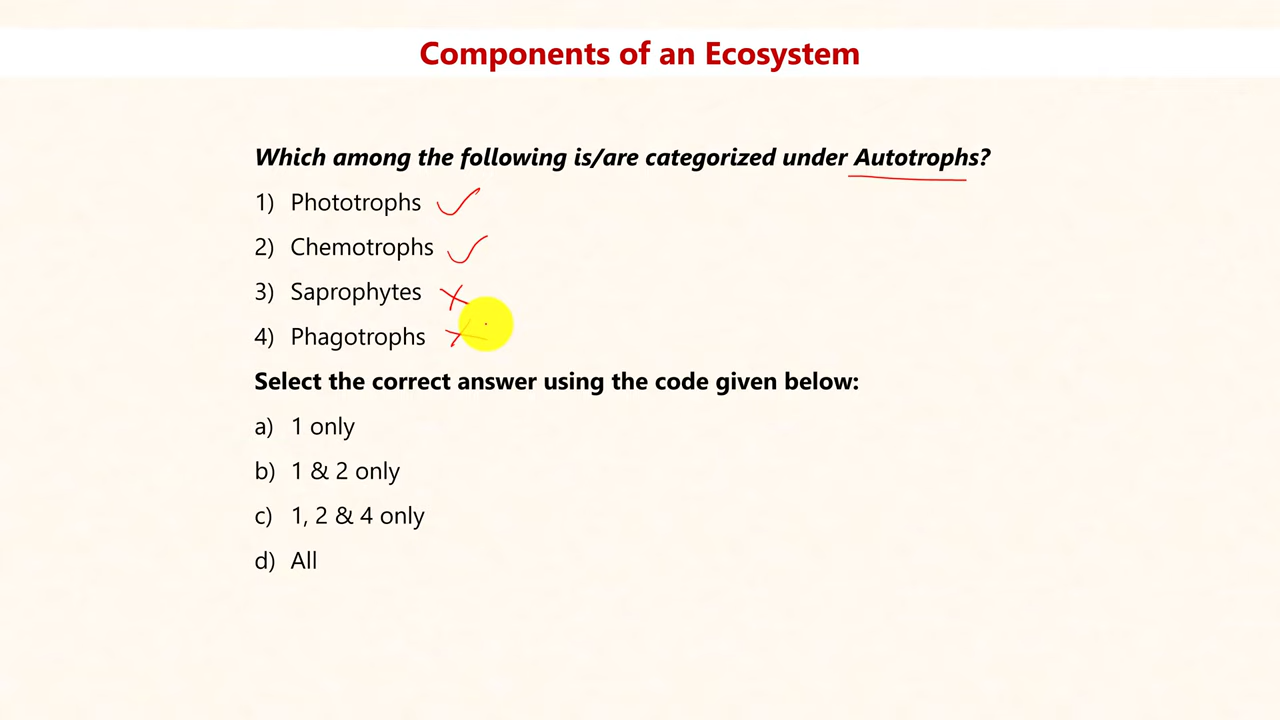 Components of an Ecosystem
Which among the following is/are categorized under Autotrophs?
1) Phototrophs
2) Chemotrophs
3) Saprophytes
4) Phagotrophs
Select the correct answer using the code given below:
a) 1 only
b) 1 & 2 only
c) 1, 2 & 4 only
d) All